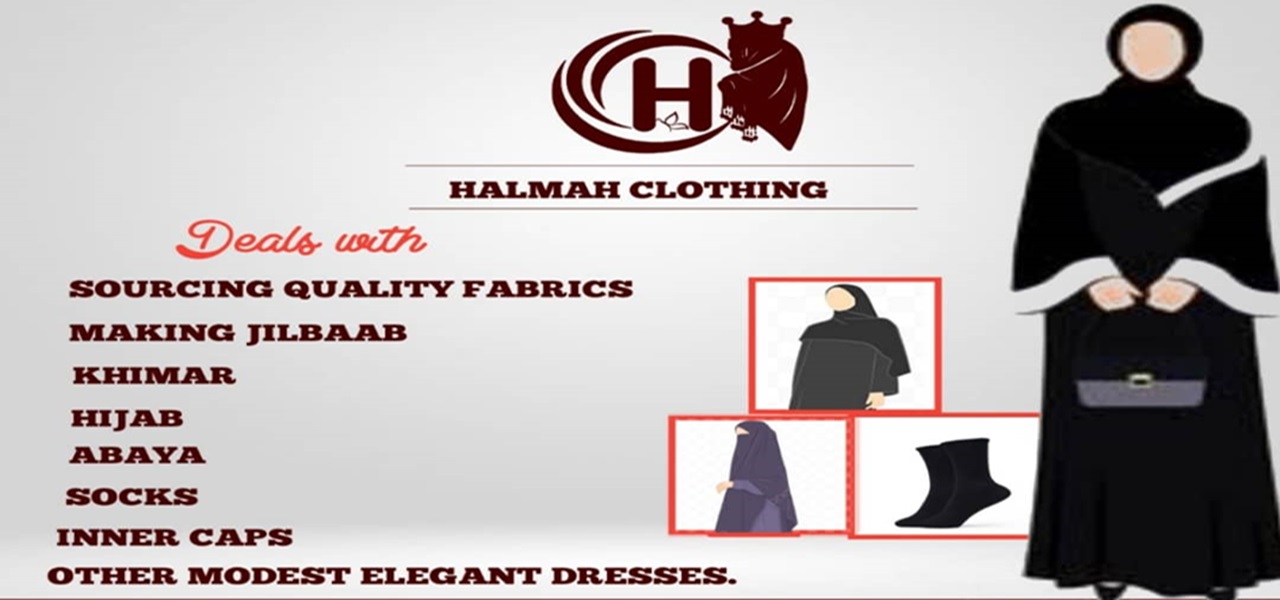 H
HALMAH CLOTHING
Deals with
SOURCING QUALITY FABRICS
MAKING JILBAAB
KHIMAR
HIJAB
ABAYA
SOCKS
INNER CAPS
OTHER MODEST ELEGANT DRESSES.